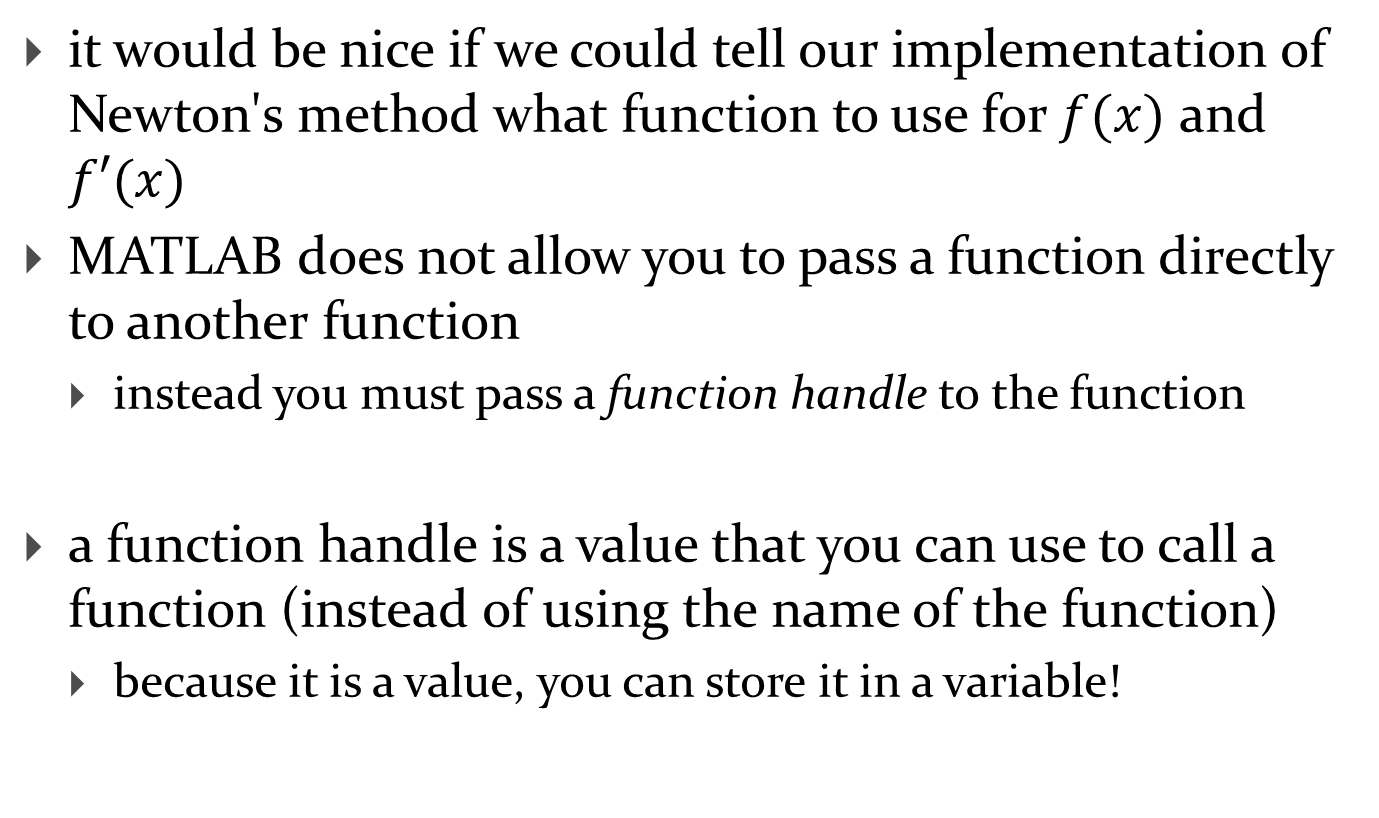 it would be nice if we could tell our implementation of
Newton's method what function to use for f(x) and
f′(x)
MATLAB does not allow you to pass a function directly
to another function
instead you must pass a function handle to the function
a function handle is a value that you can use to call a
function (instead of using the name of the function)
because it is a value, you can store it in a variable!